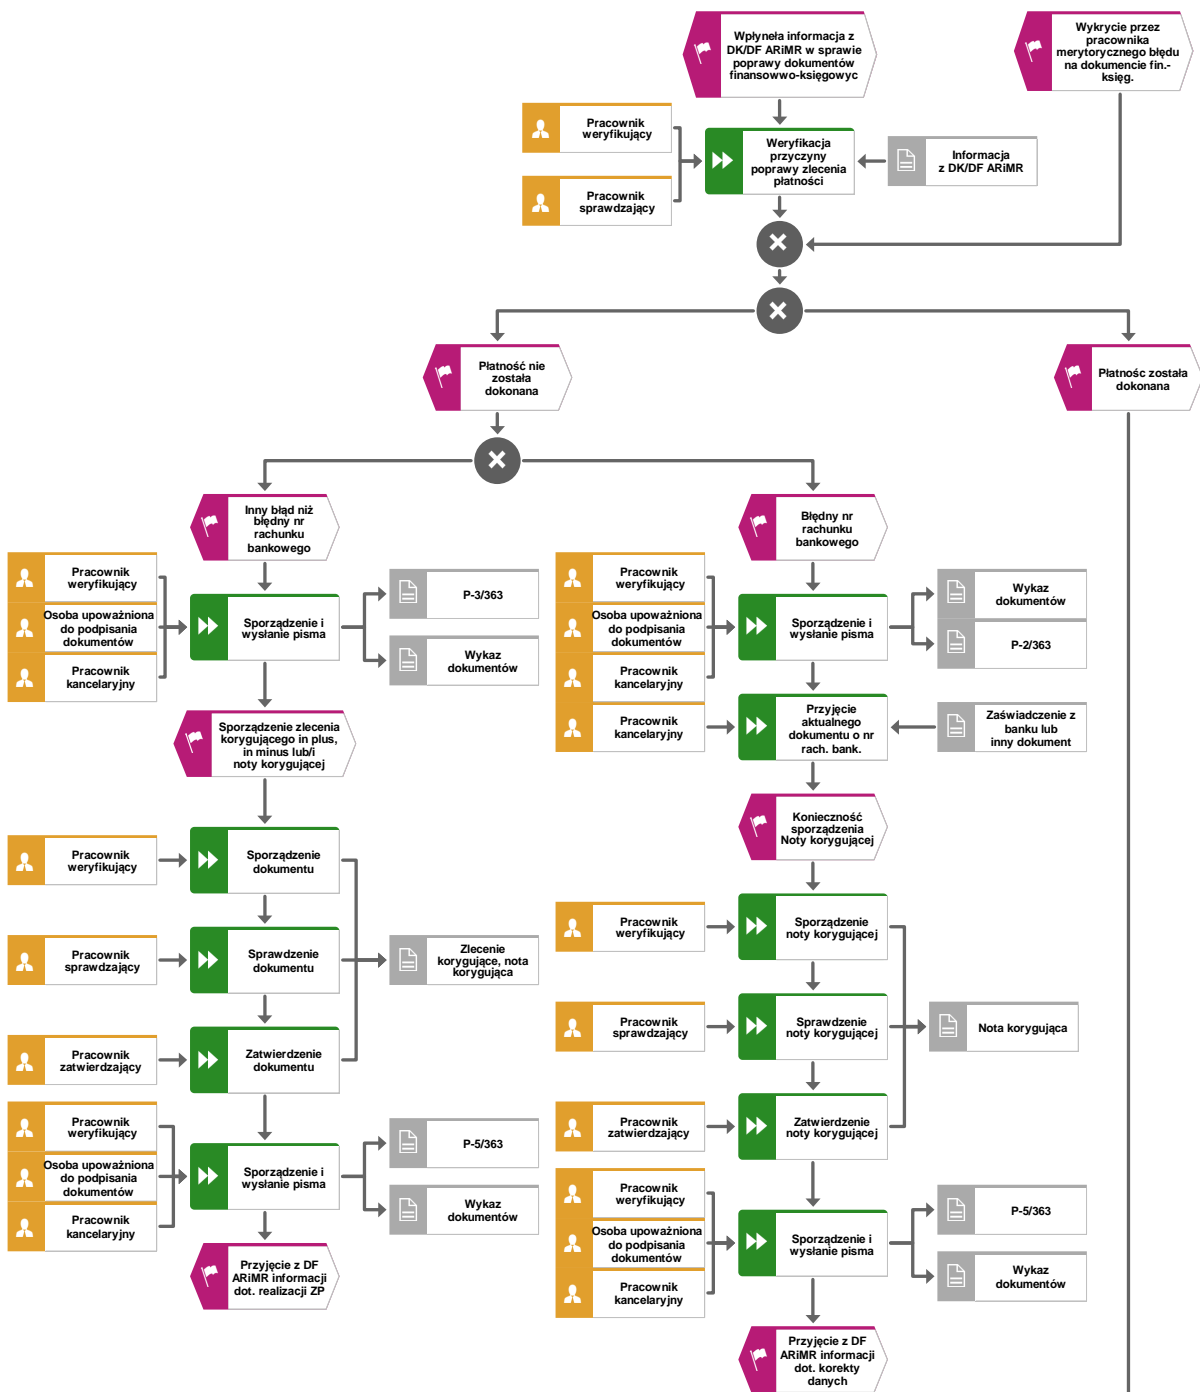 Wpłyneła informacja z
DK/DF ARiMR w sprawie
poprawy dokumentów
finansowwo-księgowyc
Wykrycie przez
pracownika
merytorycznego błędu
na dokumencie fin.-
księg.
Pracownik
weryfikujący
Weryfikacja
przyczyny
poprawy zlecenia
płatności
Informacja
z DK/DF ARiMR
Pracownik
sprawdzający
Płatność nie
została
dokonana
Płatnośc została
dokonana
Inny błąd niż
błędny nr
rachunku
bankowego
Błędny nr
rachunku
bankowego
Pracownik
weryfikujący
Osoba upoważniona
do podpisania
dokumentów
Pracownik
kancelaryjny
Sporządzenie i
wysłanie pisma
P-3/363
Wykaz
dokumentów
Pracownik
weryfikujący
Osoba upoważniona
do podpisania
dokumentów
Pracownik
kancelaryjny
Sporządzenie i
wysłanie pisma
Wykaz
dokumentów
P-2/363
Sporządzenie zlecenia
korygującego in plus,
in minus lub/i
noty korygującej
Pracownik
kancelaryjny
Przyjęcie
aktualnego
dokumentu o nr
rach. bank.
Zaświadczenie z
banku lub
inny dokument
Konieczność
sporządzenia
Noty korygującej
Pracownik
weryfikujący
Sporządzenie
dokumentu
Pracownik
weryfikujący
Sporządzenie
noty korygującej
Pracownik
sprawdzający
Sprawdzenie
dokumentu
Zlecenie
korygujące, nota
korygująca
Pracownik
sprawdzający
Sprawdzenie
noty korygującej
Nota korygująca
Pracownik
zatwierdzający
Zatwierdzenie
dokumentu
Pracownik
zatwierdzający
Zatwierdzenie
noty korygującej
Pracownik
weryfikujący
Osoba upoważniona
do podpisania
dokumentów
Pracownik
kancelaryjny
Sporządzenie i
wysłanie pisma
P-5/363
Wykaz
dokumentów
Pracownik
weryfikujący
Osoba upoważniona
do podpisania
dokumentów
Pracownik
kancelaryjny
Sporządzenie i
wysłanie pisma
P-5/363
Wykaz
dokumentów
Przyjęcie z DF
ARiMR informacji
dot. realizacji ZP
Przyjęcie z DF
ARiMR informacji
dot. korekty
danych